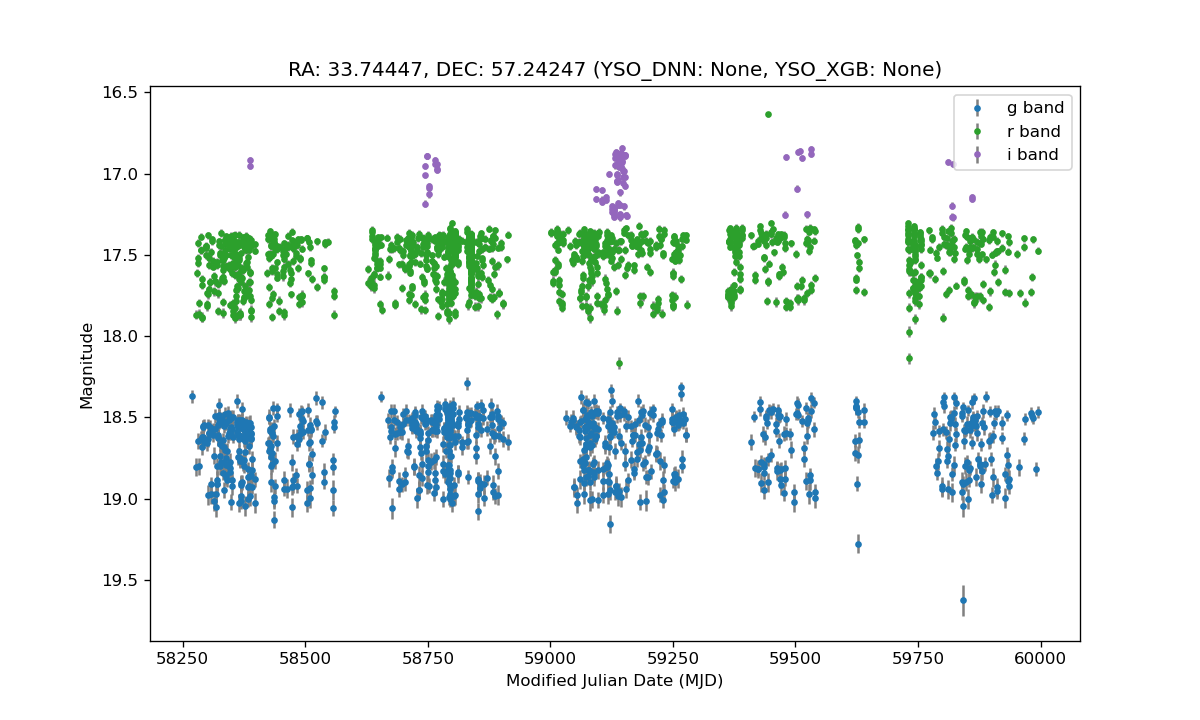 RA: 33.74447, DEC: 57.24247 (YSO_DNN: None, YSO_XGB: None)
g band
r band
i band
16.5
17.0
17.5
18.0
18.5
19.0
19.5
Magnitude
58250
58500
58750
59000
59250
59500
59750
60000
Modified Julian Date (MJD)